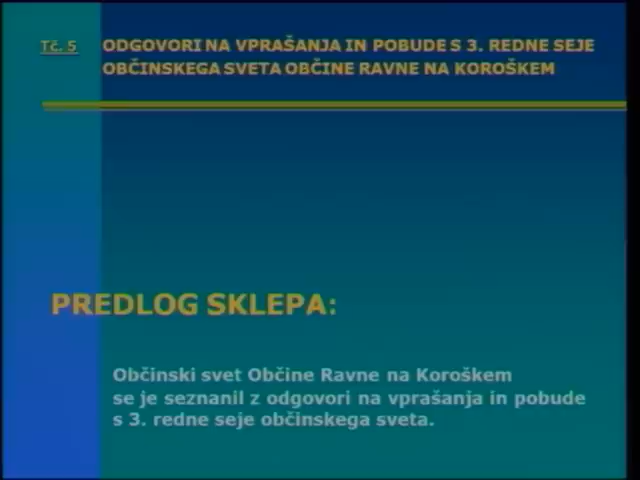 Tč. 5 ODGOVORI NA VPRAŠANJA IN POBUDE S 3. REDNE SEJE
OBČINSKEGA SVETA OBČINE RAVNE NA KOROŠKEM
PREDLOG SKLEPA:
Občinski svet Občine Ravne na Koroškem
se je seznanil z odgovori na vprašanja in pobude
s 3. redne seje občinskega sveta.